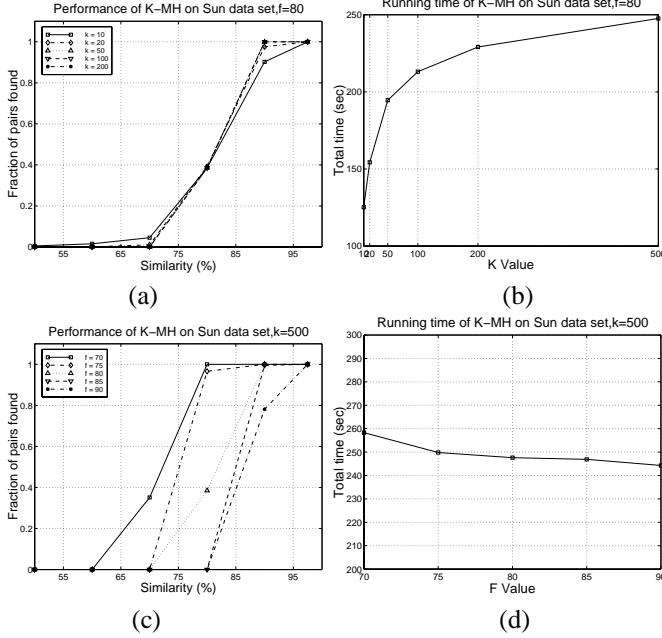 Performance of K−MH on Sun data set,f=80
k = 10
k = 20
k = 50
k = 100
k = 200
Fraction of pairs found
1
0.8
0.6
0.4
0.2
0
55 65 75 85 95
Similarity (%)
(a)
Running time of K−MH on Sun data set,f=80
Total time (sec)
250
200
150
100
10 20 50 100 200 500
K Value
(b)
Performance of K−MH on Sun data set,k=500
f = 70
f = 75
f = 80
f = 85
f = 90
Fraction of pairs found
1
0.8
0.6
0.4
0.2
0
55 65 75 85 95
Similarity (%)
(c)
Running time of K−MH on Sun data set,k=500
Total time (sec)
300
290
280
270
260
250
240
230
220
210
200
70 75 80 85 90
F Value
(d)